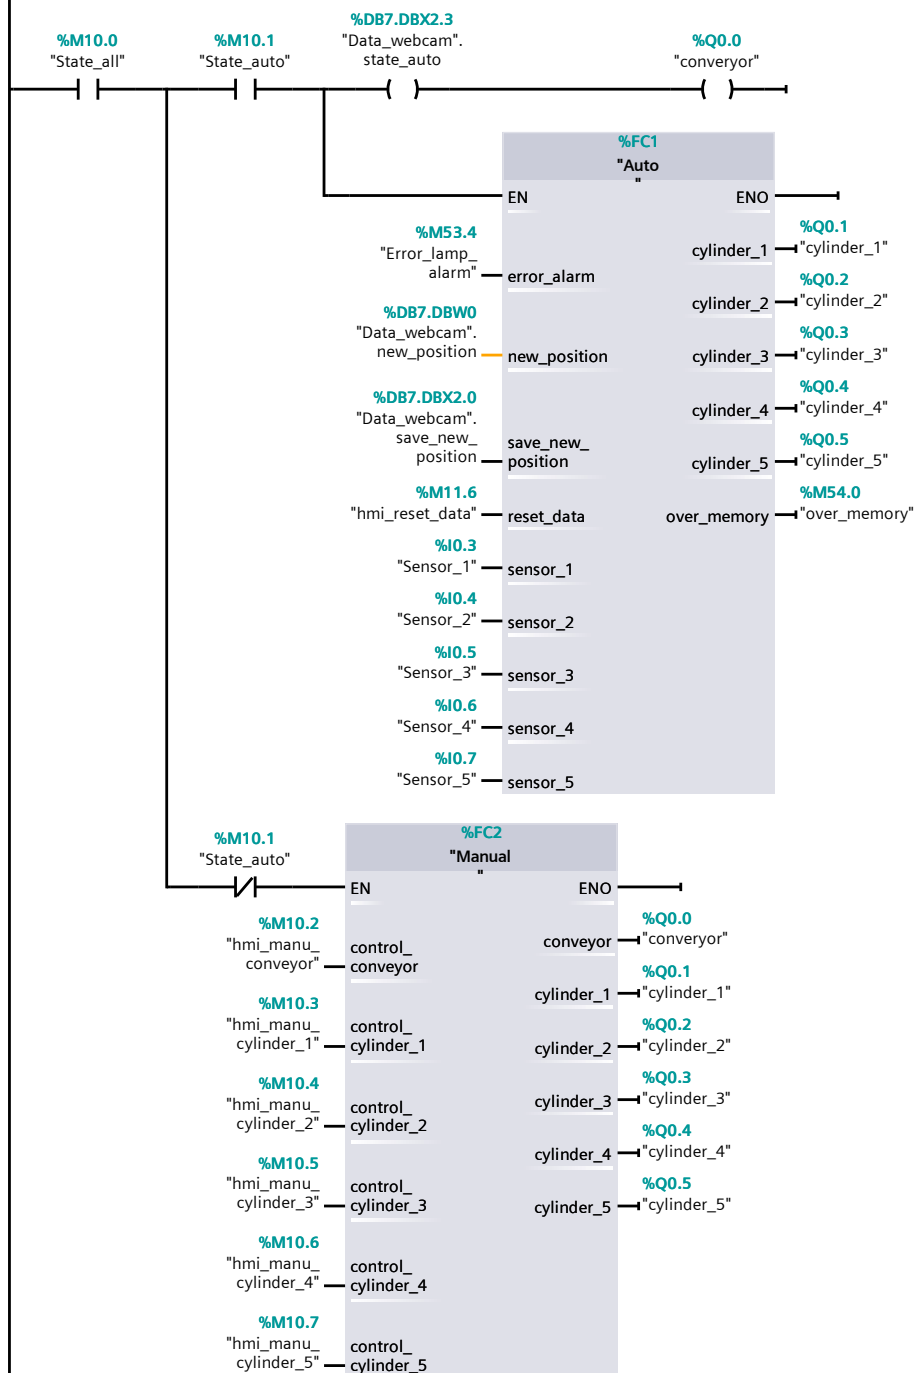 %M10.0
"State_all"
%M10.1
"State_auto"
%DB7.DBX2.3
"Data_webcam".
state_auto
%Q0.0
"converyor"
%FC1
"Auto
"
EN
ENO
%M53.4
"Error_lamp_
alarm"
error_alarm
%DB7.DBW0
"Data_webcam".
new_position
new_position
%DB7.DBX2.0
"Data_webcam".
save_new_
position
save_new_
position
%M11.6
"hmi_reset_data"
reset_data
%I0.3
"Sensor_1"
sensor_1
%I0.4
"Sensor_2"
sensor_2
%I0.5
"Sensor_3"
sensor_3
%I0.6
"Sensor_4"
sensor_4
%I0.7
"Sensor_5"
sensor_5
cylinder_1
%Q0.1
"cylinder_1"
cylinder_2
%Q0.2
"cylinder_2"
cylinder_3
%Q0.3
"cylinder_3"
cylinder_4
%Q0.4
"cylinder_4"
cylinder_5
%Q0.5
"cylinder_5"
over_memory
%M54.0
"over_memory"
%M10.1
"State_auto"
%FC2
"Manual
"
EN
ENO
%M10.2
"hmi_manu_
conveyor"
control_
conveyor
%M10.3
"hmi_manu_
cylinder_1"
control_
cylinder_1
%M10.4
"hmi_manu_
cylinder_2"
control_
cylinder_2
%M10.5
"hmi_manu_
cylinder_3"
control_
cylinder_3
%M10.6
"hmi_manu_
cylinder_4"
control_
cylinder_4
%M10.7
"hmi_manu_
cylinder_5"
control_
cylinder_5
conveyor
%Q0.0
"converyor"
cylinder_1
%Q0.1
"cylinder_1"
cylinder_2
%Q0.2
"cylinder_2"
cylinder_3
%Q0.3
"cylinder_3"
cylinder_4
%Q0.4
"cylinder_4"
cylinder_5
%Q0.5
"cylinder_5"